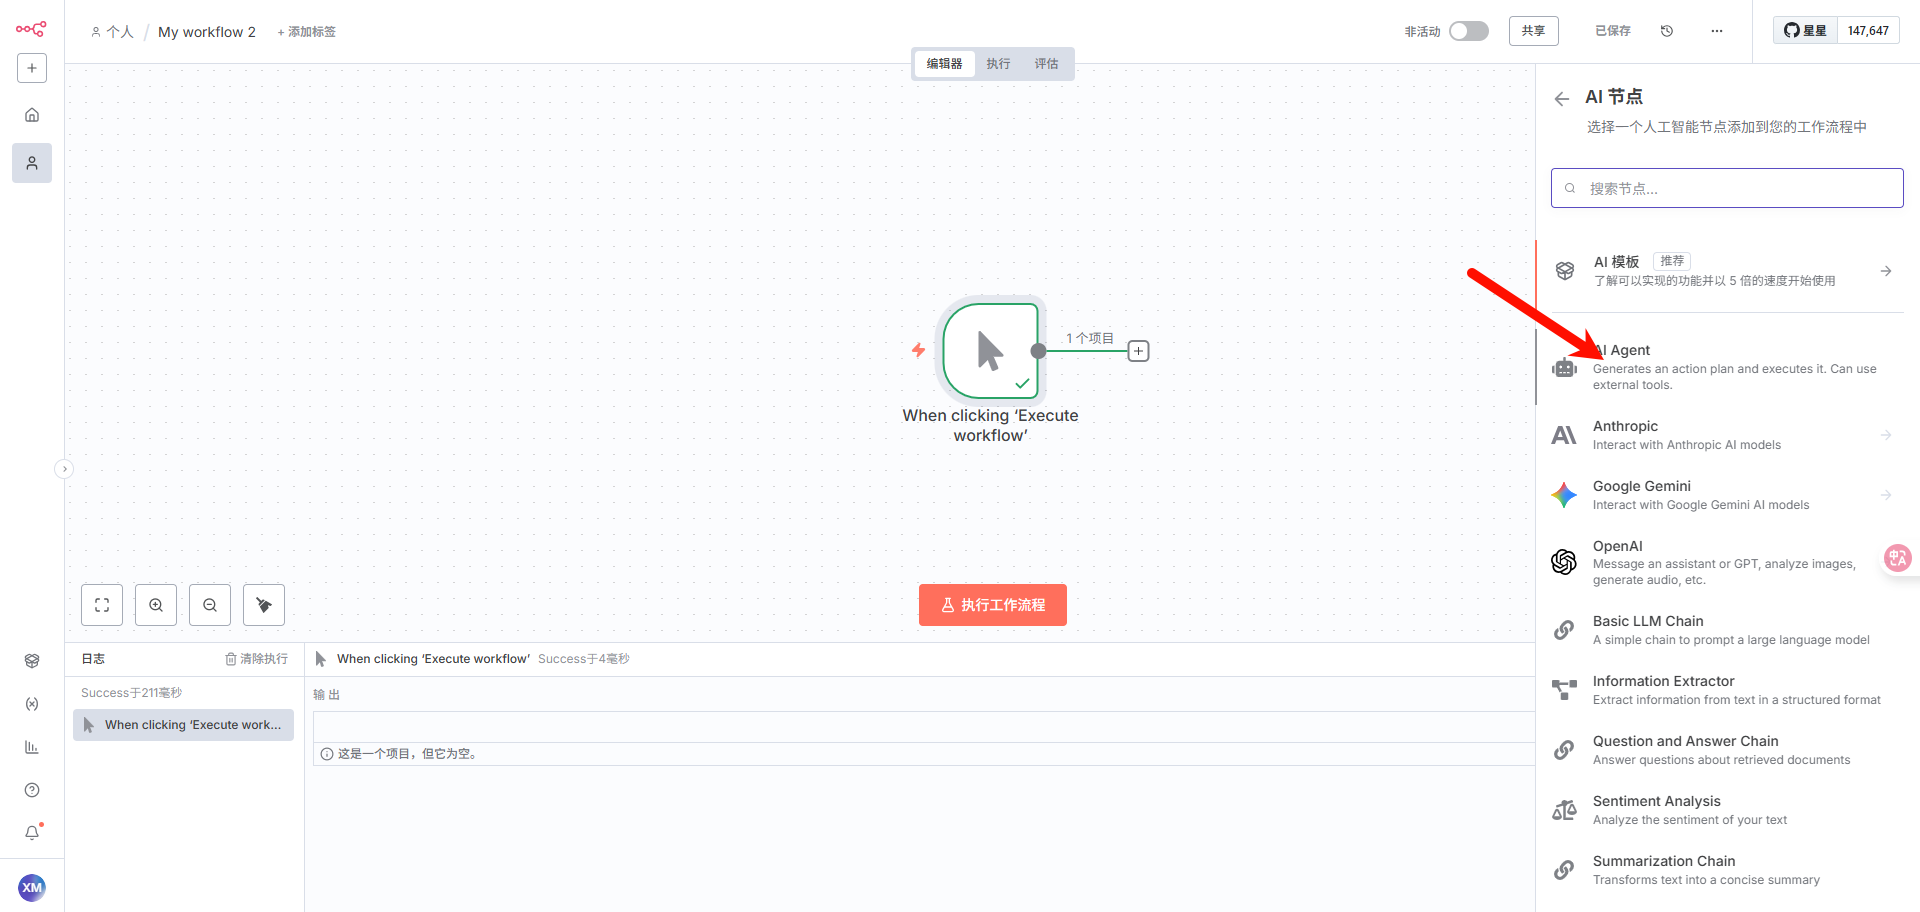 个人 / My workflow 2 + 添加标签
非活动
共享
已保存
星星 147,647
编辑器 执行 评估
AI 节点
选择一个人工智能节点添加到您的工作流程中
搜索节点...
AI 模板 推荐
了解可以实现的功能并以 5 倍的速度开始使用
AI Agent
Generates an action plan and executes it. Can use
external tools.
Anthropic
Interact with Anthropic AI models
Google Gemini
Interact with Google Gemini AI models
OpenAI
Message an assistant or GPT, analyze images,
generate audio, etc.
Basic LLM Chain
A simple chain to prompt a large language model
Information Extractor
Extract information from text in a structured format
Question and Answer Chain
Answer questions about retrieved documents
Sentiment Analysis
Analyze the sentiment of your text
Summarization Chain
Transforms text into a concise summary
1 个项目
When clicking ‘Execute
workflow’
执行工作流程
日志
清除执行
When clicking ‘Execute workflow’ Success于4毫秒
Success于211毫秒
When clicking ‘Execute work...
输 出
这是一个项目，但它为空。
XM
中A